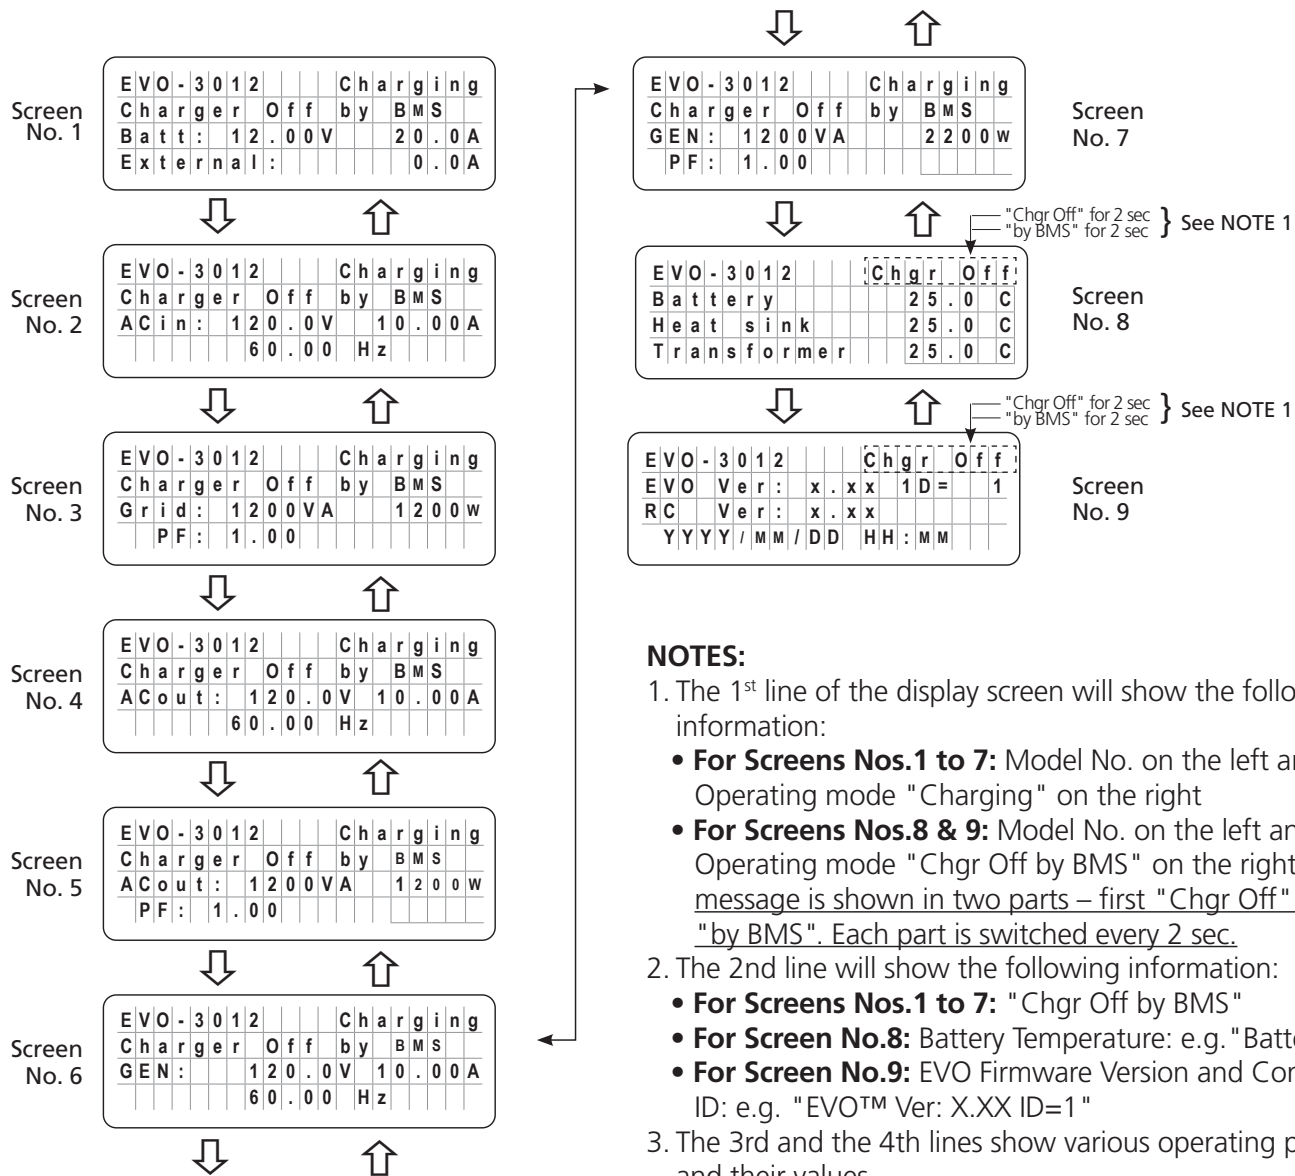 Screen
No. 1
EVO-3012 Charging
Charger Off by BMS
Batt: 12.00V 20.0A
External: 0.0A
Screen
No. 2
EVO-3012 Charging
Charger Off by BMS
ACin: 120.0V 10.00A
60.00 Hz
Screen
No. 3
EVO-3012 Charging
Charger Off by BMS
Grid: 1200VA 1200W
PF: 1.00
Screen
No. 4
EVO-3012 Charging
Charger Off by BMS
ACout: 120.0V 10.00A
60.00 Hz
Screen
No. 5
EVO-3012 Charging
Charger Off by BMS
ACout: 1200VA 1200W
PF: 1.00
Screen
No. 6
EVO-3012 Charging
Charger Off by BMS
GEN: 120.0V 10.00A
60.00 Hz
EVO-3012 Charging
Charger Off by BMS
GEN: 1200VA 2200W
PF: 1.00
Screen
No. 7
"Chgr Off" for 2 sec
"by BMS" for 2 sec
} See NOTE 1
EVO-3012 Chgr Off
Battery 25.0 C
Heat sink 25.0 C
Transformer 25.0 C
Screen
No. 8
"Chgr Off" for 2 sec
"by BMS" for 2 sec
} See NOTE 1
EVO-3012 Chgr Off
EVO Ver: x.xx 1D= 1
RC Ver: x.xx
YYYY/MM/DD HH:MM
Screen
No. 9
NOTES:
1. The 1st line of the display screen will show the follo
information:
• For Screens Nos.1 to 7: Model No. on the left an
Operating mode "Charging" on the right
• For Screens Nos.8 & 9: Model No. on the left an
Operating mode "Chgr Off by BMS" on the right
message is shown in two parts – first "Chgr Off"
"by BMS". Each part is switched every 2 sec.
2. The 2nd line will show the following information:
• For Screens Nos.1 to 7: "Chgr Off by BMS"
• For Screen No.8: Battery Temperature: e.g."Batte
• For Screen No.9: EVO Firmware Version and Con
ID: e.g. "EVO™ Ver: X.XX ID=1"
3. The 3rd and the 4th lines show various operating p
and their values